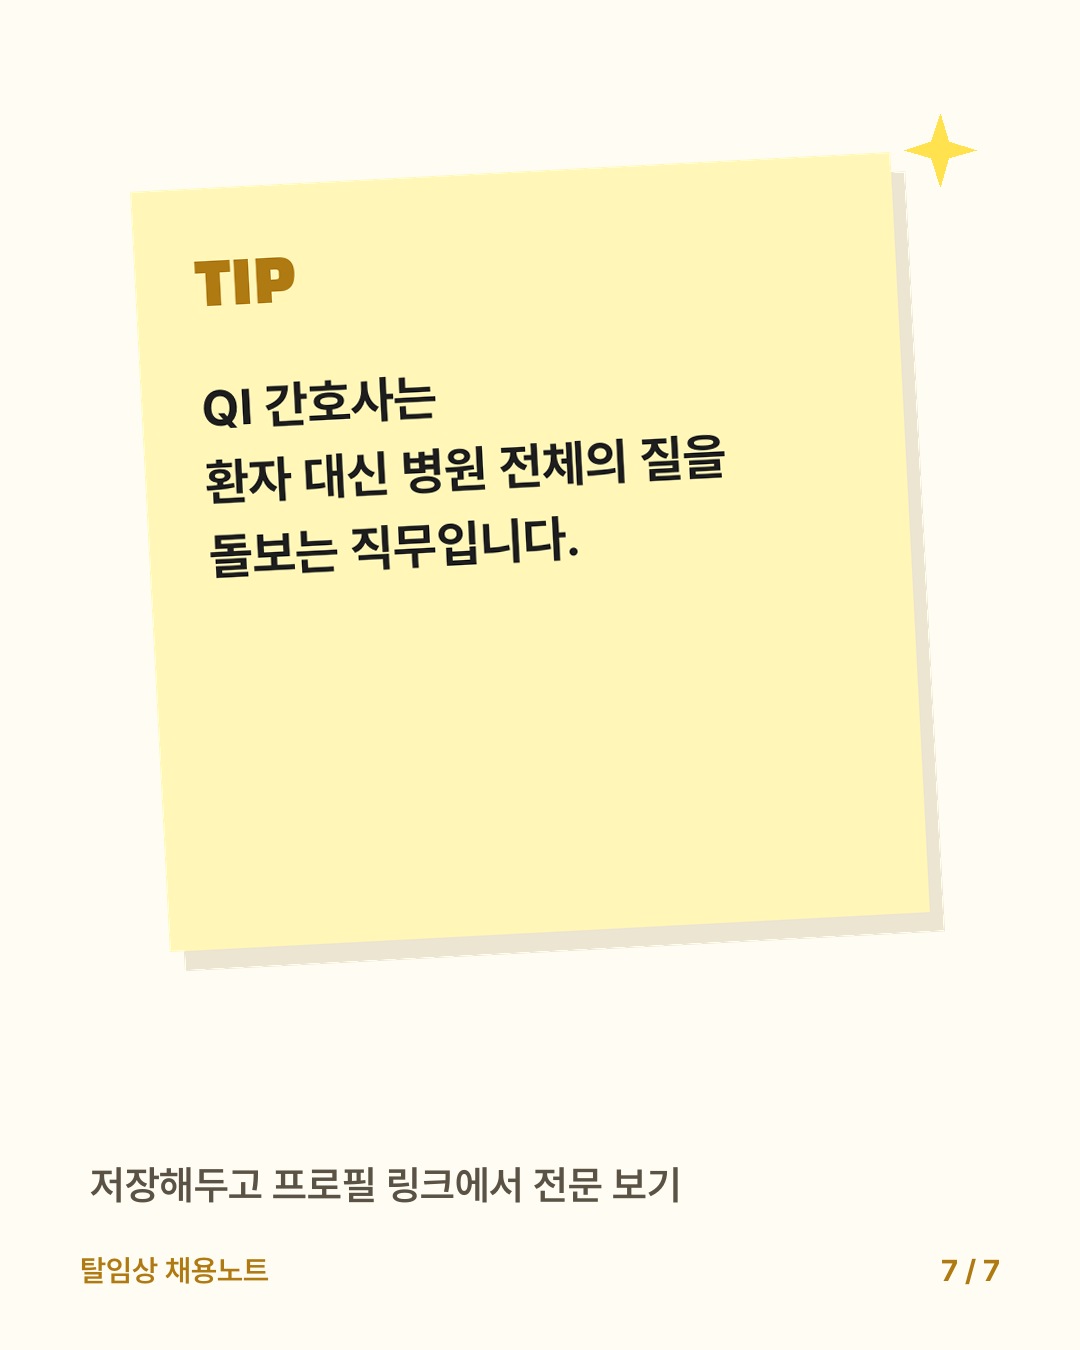 TIP
QI 간호사는
환자 대신 병원 전체의 질을
돌보는 직무입니다.
저장해두고 프로필 링크에서 전문 보기
탈임상 채용노트
7 / 7